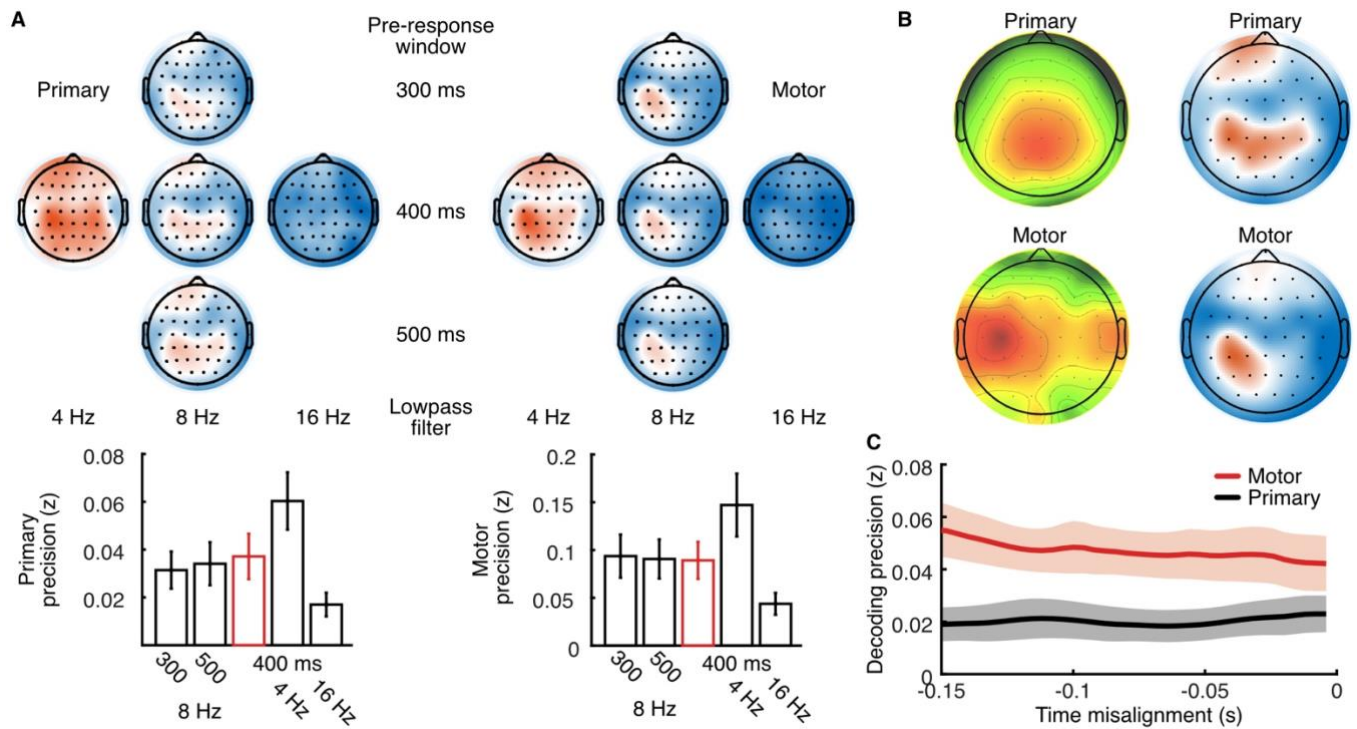 A
Pre-response
window
Primary
300 ms
Motor
400 ms
500 ms
4 Hz
8 Hz
16 Hz
Lowpass
filter
4 Hz
8 Hz
16 Hz
Primary
precision (z)
0.08
0.06
0.04
0.02
300
500
400 ms
4 Hz
16 Hz
8 Hz
Motor
precision (z)
0.2
0.15
0.1
0.05
0
300
500
400 ms
4 Hz
16 Hz
8 Hz
B
Primary
Primary
Motor
Motor
C
Decoding precision (z)
0.08
0.06
0.04
0.02
0
Motor
Primary
-0.15
-0.1
-0.05
0
Time misalignment (s)